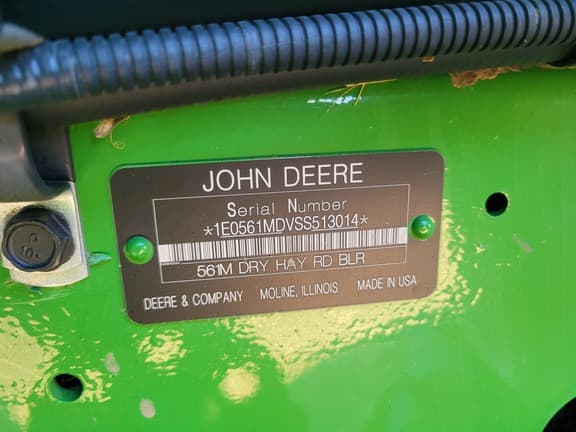 JOHN DEERE
Serial Number
*1E0561MDVSS513014*
561M DRY HAY RD BLR
DEERE & COMPANY MOLINE, ILLINOIS MADE IN USA